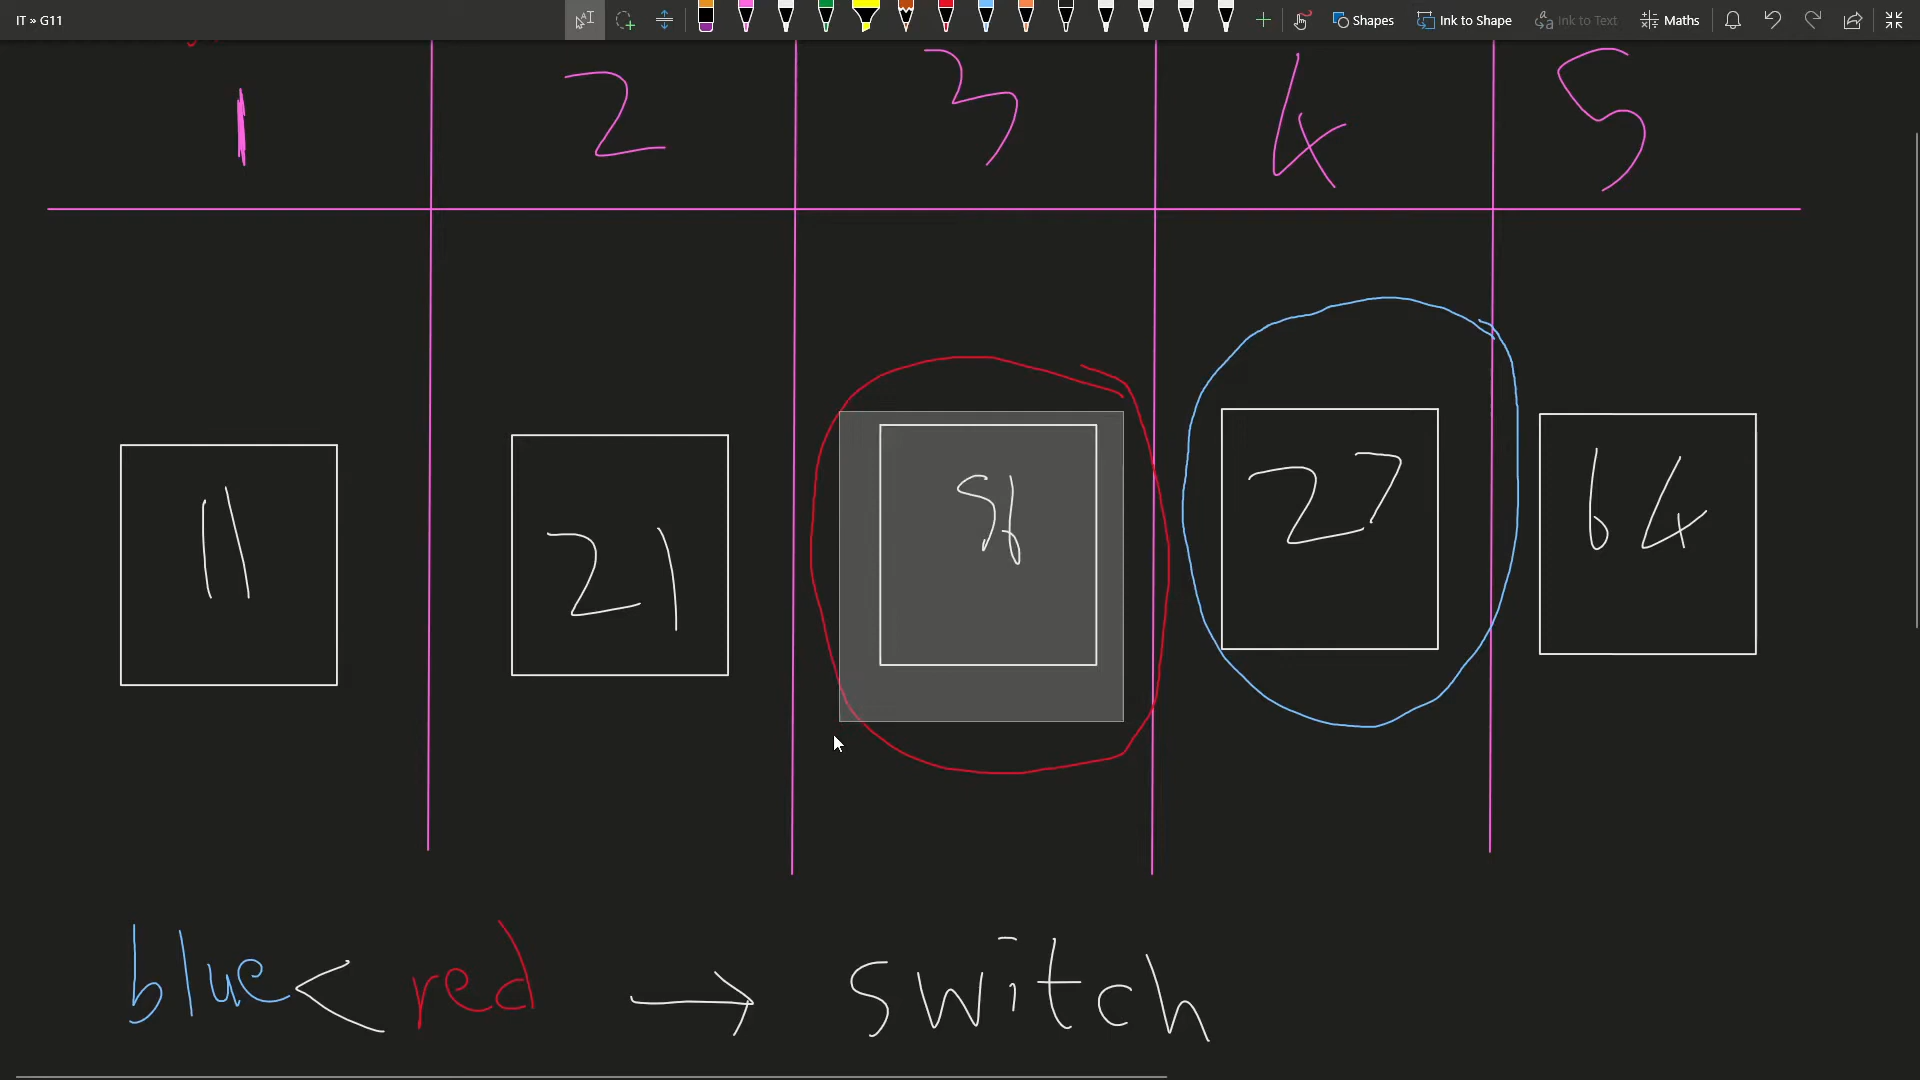 IT » G11 Shapes Ink to Shape Ink to Text Maths
1 2 3 4 5
11 21 27 64
blue < red → switch